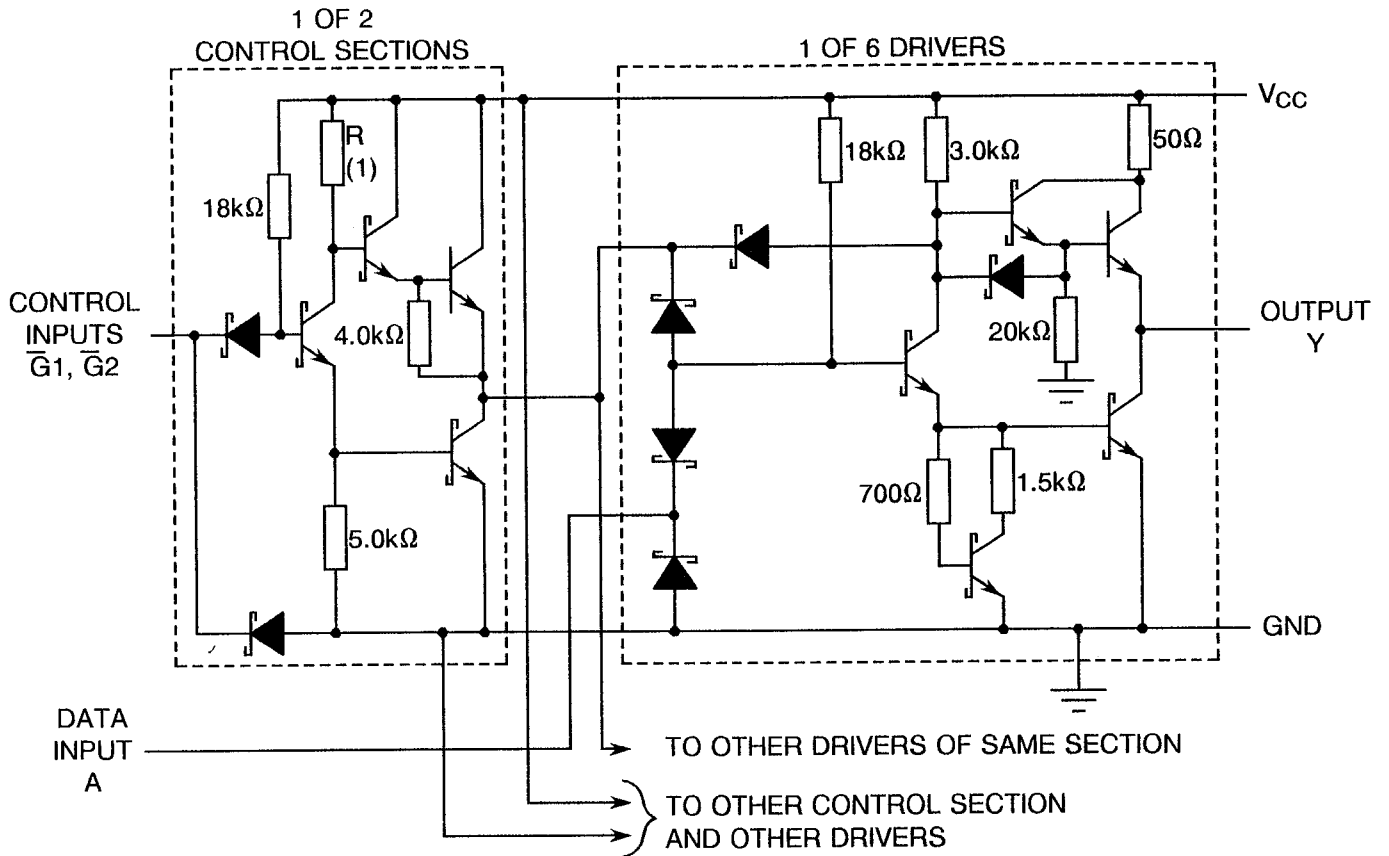 1 OF 2
CONTROL SECTIONS
1 OF 6 DRIVERS
VCC
R
(1)
18kΩ
18kΩ
3.0kΩ
50Ω
CONTROL
INPUTS
G̅1, G̅2
4.0kΩ
20kΩ
OUTPUT
Y
700Ω
1.5kΩ
5.0kΩ
GND
DATA
INPUT
A
TO OTHER DRIVERS OF SAME SECTION
TO OTHER CONTROL SECTION
AND OTHER DRIVERS